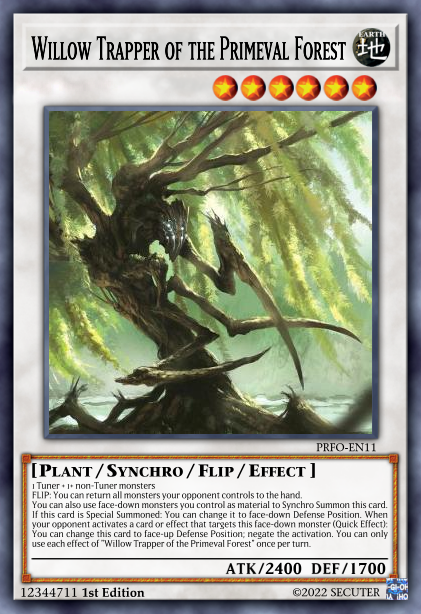 WILLOW TRAPPER OF THE PRIMEVAL FOREST
EARTH
地
PRFO-EN11
[PLANT / SYNCHRO / FLIP / EFFECT ]
1 Tuner + 1+ non-Tuner monsters
FLIP: You can return all monsters your opponent controls to the hand.
You can also use face-down monsters you control as material to Synchro Summon this card.
If this card is Special Summoned: You can change it to face-down Defense Position. When
your opponent activates a card or effect that targets this face-down monster (Quick Effect):
You can change this card to face-up Defense Position; negate the activation. You can only
use each effect of "Willow Trapper of the Primeval Forest" once per turn.
ATK/2400 DEF/1700
12344711 1st Edition ©2022 SECUTER